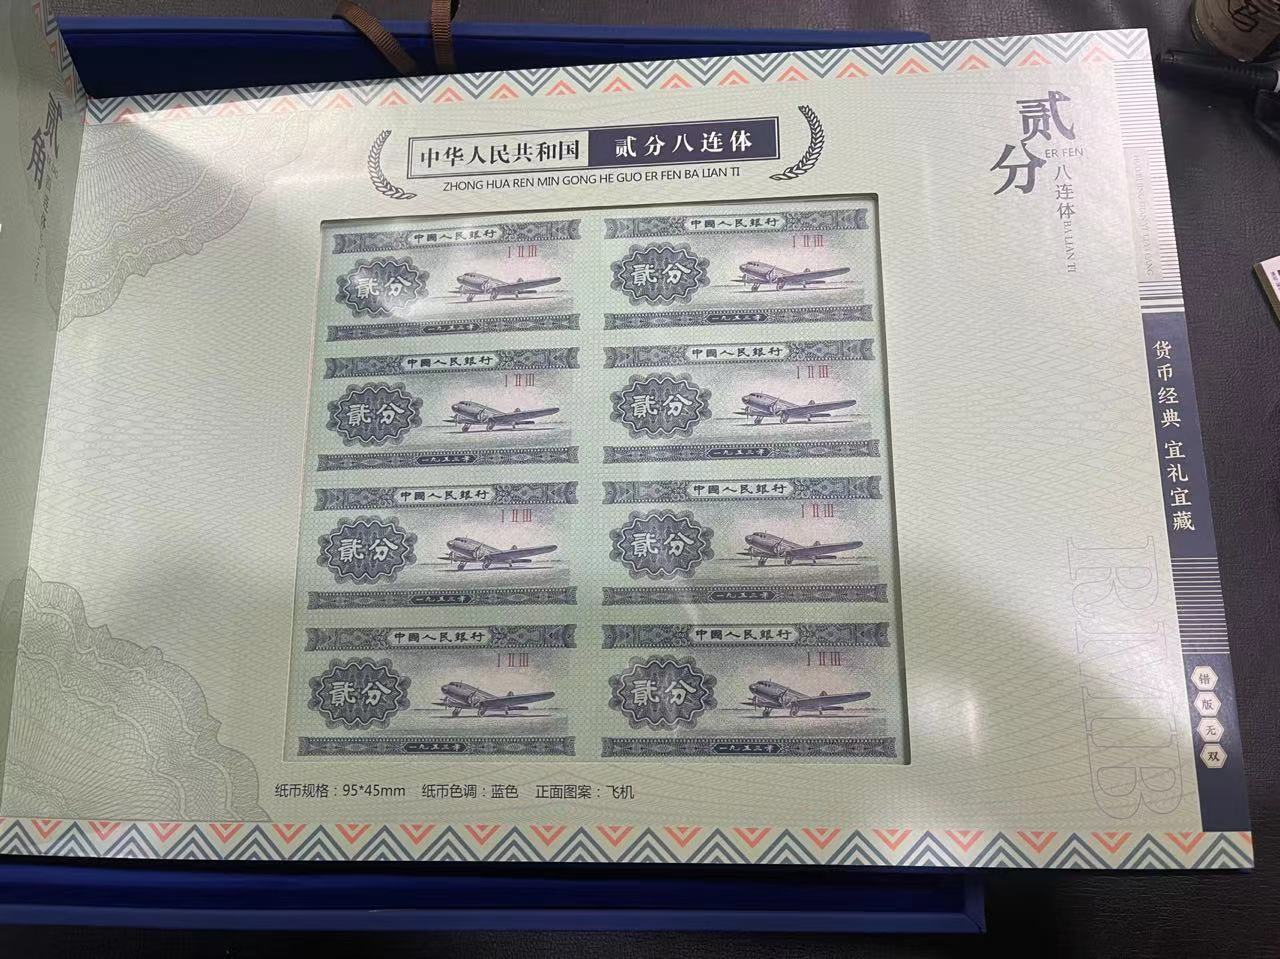 贰角
中华人民共和国 贰分八连体
ZHONG HUA REN MIN GONG HE GUO ER FEN BA LIAN TI
贰分
ER FEN
八连体
BA LIAN TI
中國人民銀行
I II III
貳分
一九五三年
中國人民銀行
I II III
貳分
一九五三年
中國人民銀行
I II III
貳分
一九五三年
中國人民銀行
I II III
貳分
一九五三年
中國人民銀行
I II III
貳分
一九五三年
中國人民銀行
I II III
貳分
一九五三年
中國人民銀行
I II III
貳分
一九五三年
中國人民銀行
I II III
貳分
一九五三年
纸币规格：95*45mm 纸币色调：蓝色 正面图案：飞机
货币经典 宜礼宜藏
RMB
错版无双